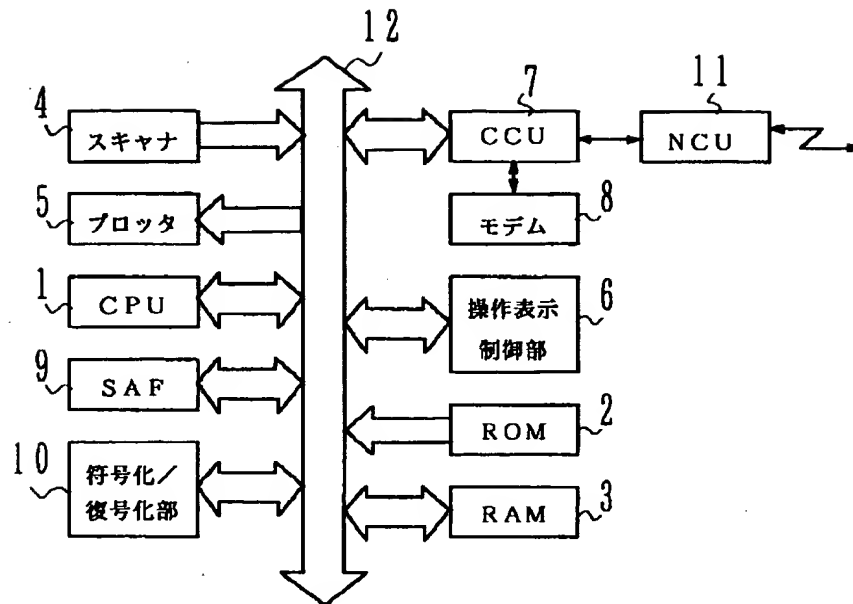 12
4
スキャナ
7
CCU
11
NCU
5
プロッタ
8
モデム
1
CPU
6
操作表示
制御部
9
SAF
2
ROM
10
符号化／
復号化部
3
RAM